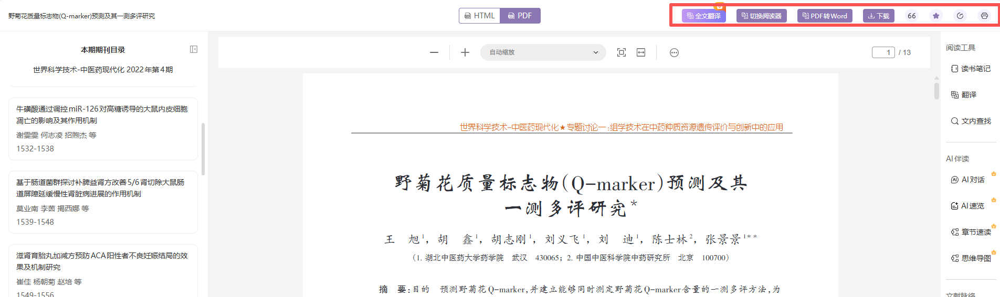 野菊花质量标志物(Q-marker)预测及其一测多评研究
HTML
PDF
全文翻译
切换阅读器
PDF转Word
下载
本期期刊目录
世界科学技术-中医药现代化 2022年第4期
牛磺酸通过调控miR-126对高糖诱导的大鼠内皮细胞
凋亡的影响及其作用机制
谢雯雯 何志凌 招煦杰 等
1532-1538
基于肠道菌群探讨补脾益肾方改善5/6肾切除大鼠肠
道屏障延缓慢性肾脏病进展的作用机制
莫业南 李茵 揭西娜 等
1539-1548
滋肾育胎丸加减方预防ACA阳性者不良妊娠结局的效
果及机制研究
崔佳 杨朝菊 赵培 等
1549-1556
自动缩放
1 / 13
世界科学技术-中医药现代化★专题讨论一:组学技术在中药种质资源遗传评价与创新中的应用
野菊花质量标志物(Q-marker)预测及其
一测多评研究*
王 旭1, 胡 鑫1, 胡志刚1, 刘义飞1, 刘 迪1, 陈士林2, 张景景1**
(1. 湖北中医药大学药学院 武汉 430065; 2. 中国中医科学院中药研究所 北京 100700)
摘 要:目的 预测野菊花Q-marker,并建立能够同时测定野菊花Q-marker含量的一测多评方法,为
阅读工具
读书笔记
翻译
文内查找
AI伴读
AI对话
AI速览
章节速读
思维导图
文献脉络